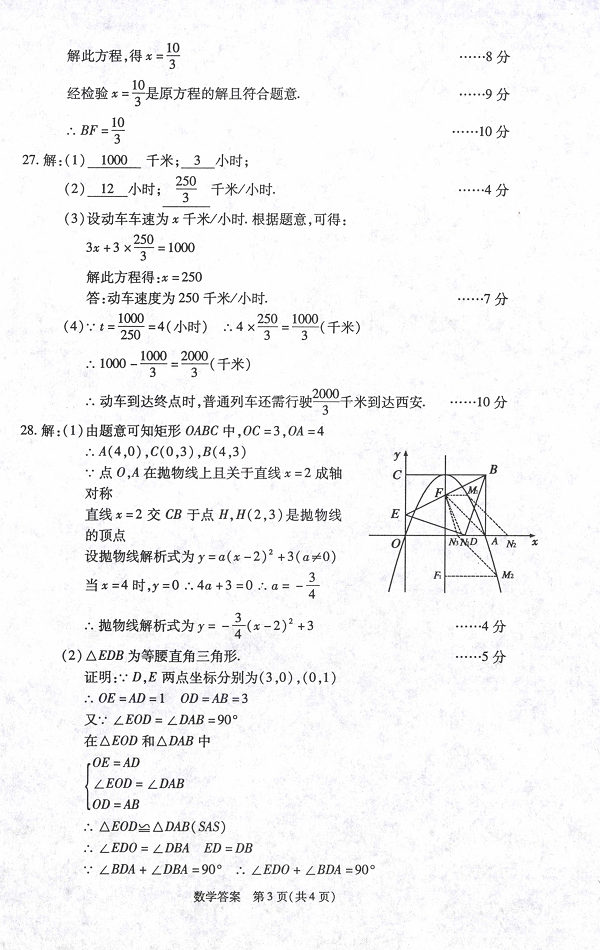 解此方程,得 x = 10/3 ……8 分
经检验 x = 10/3 是原方程的解且符合题意. ……9 分
∴ BF = 10/3 ……10 分
27. 解:(1) 1000 千米; 3 小时;
(2) 12 小时; 250/3 千米/小时. ……4 分
(3)设动车车速为 x 千米/小时. 根据题意,可得:
3x + 3 × 250/3 = 1000
解此方程得:x = 250
答:动车速度为 250 千米/小时. ……7 分
(4)∵ t = 1000/250 = 4(小时) ∴ 4 × 250/3 = 1000/3 (千米)
∴ 1000 - 1000/3 = 2000/3 (千米)
∴ 动车到达终点时,普通列车还需行驶 2000/3 千米到达西安. ……10 分
28. 解:(1)由题意可知矩形 OABC 中,OC = 3,OA = 4
∴ A(4,0),C(0,3),B(4,3)
∵ 点 O,A 在抛物线上且关于直线 x = 2 成轴
对称
直线 x = 2 交 CB 于点 H,H(2,3)是抛物线
的顶点
设抛物线解析式为 y = a(x - 2)² + 3(a ≠ 0)
当 x = 4 时,y = 0 ∴ 4a + 3 = 0 ∴ a = - 3/4
∴ 抛物线解析式为 y = - 3/4 (x - 2)² + 3 ……4 分
y
C
B
F
M₁
E
O
N₁
N₃
D
A
N₂
x
F₁
M₂
(2)△EDB 为等腰直角三角形. ……5 分
证明:∵ D,E 两点坐标分别为(3,0),(0,1)
∴ OE = AD = 1 OD = AB = 3
又∵ ∠EOD = ∠DAB = 90°
在△EOD 和△DAB 中
OE = AD
∠EOD = ∠DAB
OD = AB
∴ △EOD≌△DAB(SAS)
∴ ∠EDO = ∠DBA ED = DB
∵ ∠BDA + ∠DBA = 90° ∴ ∠EDO + ∠BDA = 90°
数学答案 第 3 页(共 4 页)